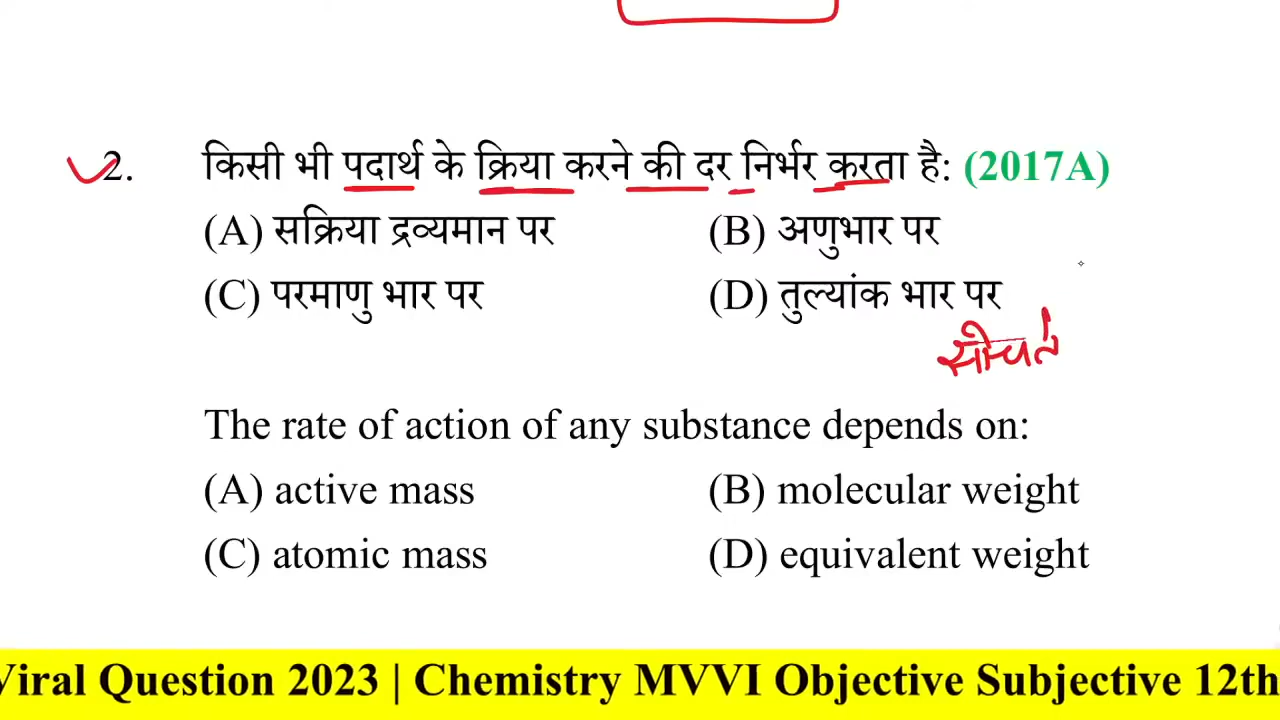 2. किसी भी पदार्थ के क्रिया करने की दर निर्भर करता है: (2017A)
(A) सक्रिया द्रव्यमान पर (B) अणुभार पर
(C) परमाणु भार पर (D) तुल्यांक भार पर
The rate of action of any substance depends on:
(A) active mass (B) molecular weight
(C) atomic mass (D) equivalent weight
Viral Question 2023 | Chemistry MVVI Objective Subjective 12th